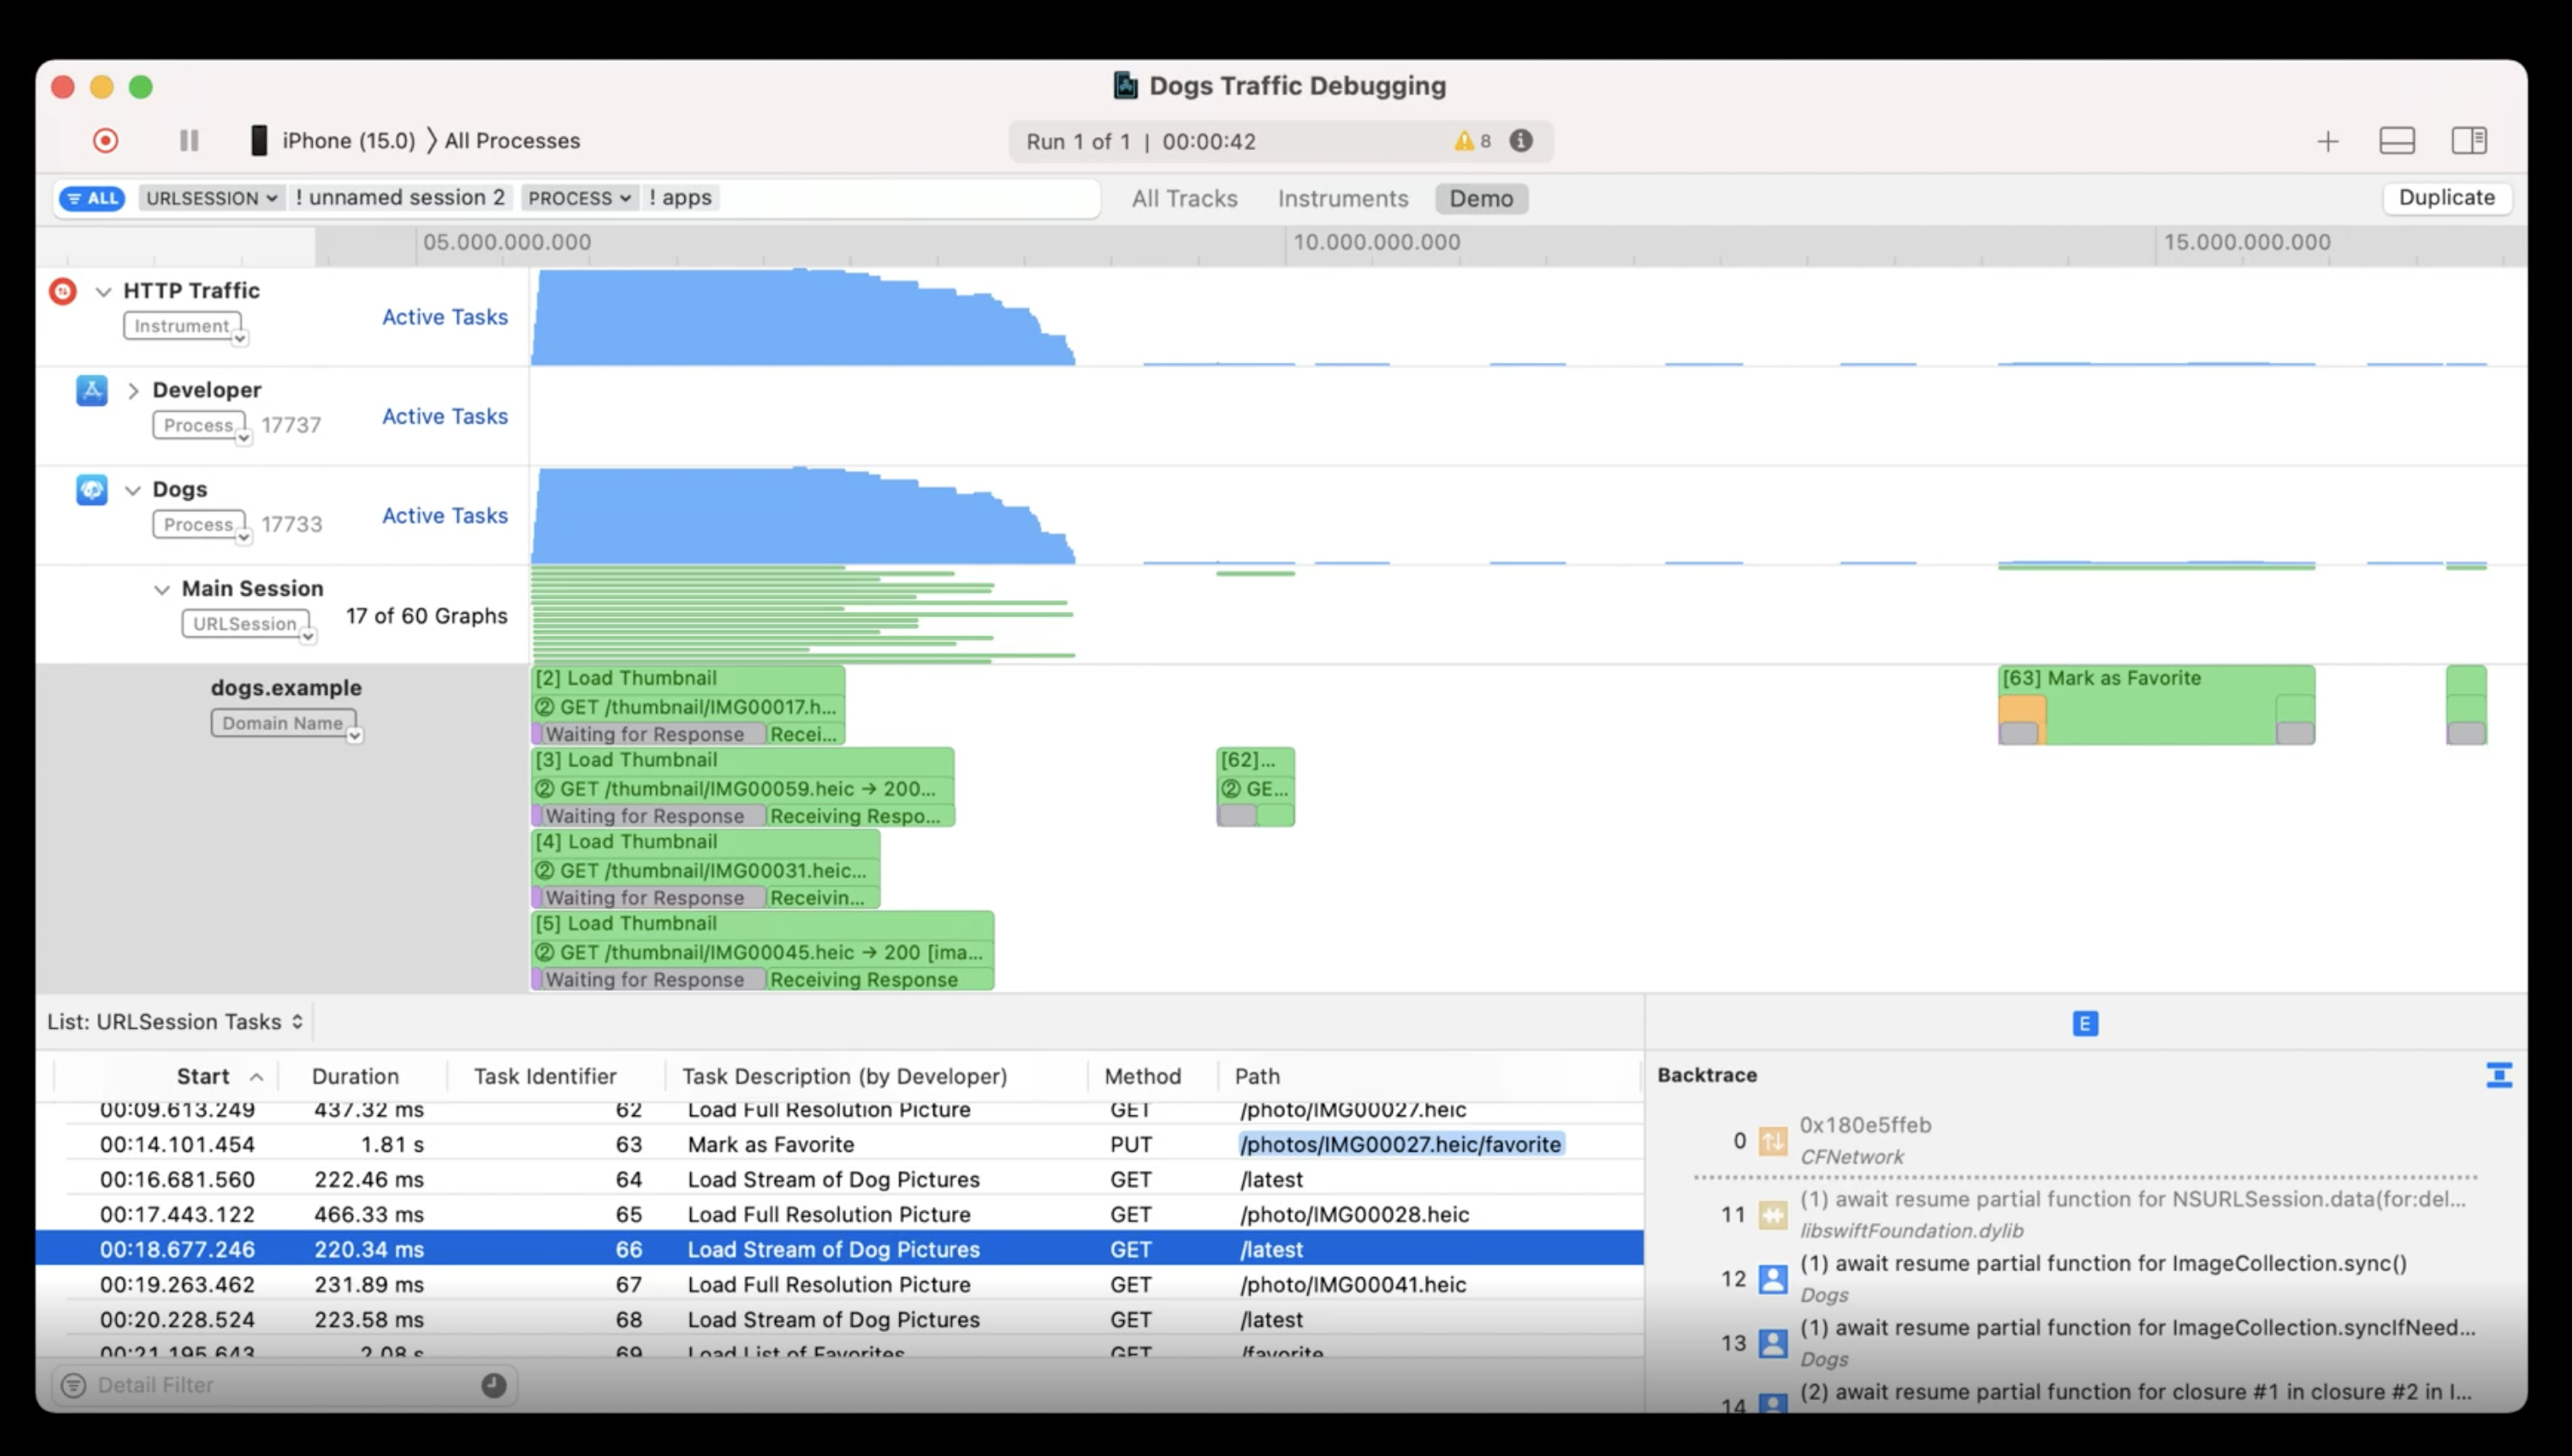 Dogs Traffic Debugging
iPhone (15.0) 〉All Processes
Run 1 of 1 | 00:00:42
8
ALL
URLSESSION ! unnamed session 2 PROCESS ! apps
All Tracks Instruments Demo
Duplicate
05.000.000.000 10.000.000.000 15.000.000.000
HTTP Traffic
Instrument
Active Tasks
Developer
Process 17737
Active Tasks
Dogs
Process 17733
Active Tasks
Main Session
URLSession
17 of 60 Graphs
dogs.example
Domain Name
[2] Load Thumbnail
② GET /thumbnail/IMG00017.h...
Waiting for Response Recei...
[3] Load Thumbnail
② GET /thumbnail/IMG00059.heic → 200...
Waiting for Response Receiving Respo...
[4] Load Thumbnail
② GET /thumbnail/IMG00031.heic...
Waiting for Response Receivin...
[5] Load Thumbnail
② GET /thumbnail/IMG00045.heic → 200 [ima...
Waiting for Response Receiving Response
[62]...
② GE...
[63] Mark as Favorite
List: URLSession Tasks
Start Duration Task Identifier Task Description (by Developer) Method Path
00:09.613.249 437.32 ms 62 Load Full Resolution Picture GET /photo/IMG00027.heic
00:14.101.454 1.81 s 63 Mark as Favorite PUT /photos/IMG00027.heic/favorite
00:16.681.560 222.46 ms 64 Load Stream of Dog Pictures GET /latest
00:17.443.122 466.33 ms 65 Load Full Resolution Picture GET /photo/IMG00028.heic
00:18.677.246 220.34 ms 66 Load Stream of Dog Pictures GET /latest
00:19.263.462 231.89 ms 67 Load Full Resolution Picture GET /photo/IMG00041.heic
00:20.228.524 223.58 ms 68 Load Stream of Dog Pictures GET /latest
00:21.195.643 2.08 s 69 Load List of Favorites GET /favorite
Detail Filter
E
Backtrace
0 0x180e5ffeb
CFNetwork
11 (1) await resume partial function for NSURLSession.data(for:del...
libswiftFoundation.dylib
12 (1) await resume partial function for ImageCollection.sync()
Dogs
13 (1) await resume partial function for ImageCollection.syncIfNeed...
Dogs
14 (2) await resume partial function for closure #1 in closure #2 in I...